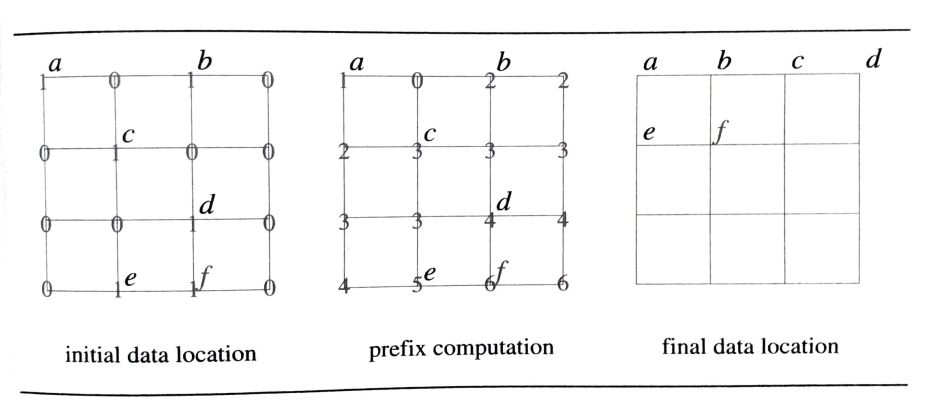 a b
1 0 1 0
c
0 1 0 0
d
0 0 1 0
e f
0 1 1 0
initial data location
a b
1 0 2 2
c
2 3 3 3
d
3 3 4 4
e f
4 5 6 6
prefix computation
a b c d
e f
final data location